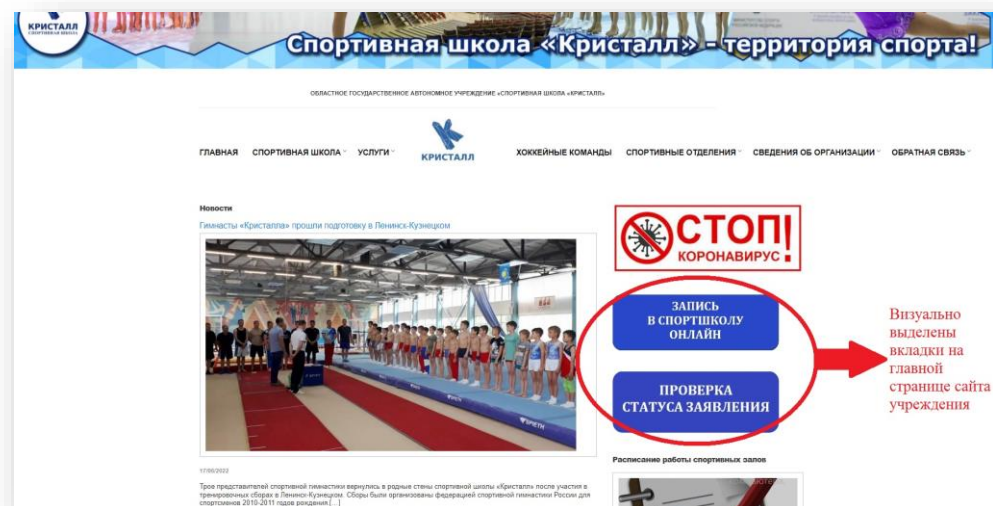 КРИСТАЛЛ
СПОРТИВНАЯ ШКОЛА
Спортивная школа «Кристалл» - территория спорта!
ОБЛАСТНОЕ ГОСУДАРСТВЕННОЕ АВТОНОМНОЕ УЧРЕЖДЕНИЕ «СПОРТИВНАЯ ШКОЛА «КРИСТАЛЛ»
ГЛАВНАЯ СПОРТИВНАЯ ШКОЛА УСЛУГИ КРИСТАЛЛ ХОККЕЙНЫЕ КОМАНДЫ СПОРТИВНЫЕ ОТДЕЛЕНИЯ СВЕДЕНИЯ ОБ ОРГАНИЗАЦИИ ОБРАТНАЯ СВЯЗЬ
Новости
Гимнасты «Кристалла» прошли подготовку в Ленинск-Кузнецком
SPIETH
17/05/2022
Трое представителей спортивной гимнастики вернулись в родные стены спортивной школы «Кристалл» после участия в
тренировочных сборах в Ленинск-Кузнецком. Сборы были организованы федерацией спортивной гимнастики России для
спортсменов 2010-2011 годов рождения.[...]
СТОП!
КОРОНАВИРУС
ЗАПИСЬ
В СПОРТШКОЛУ
ОНЛАЙН
ПРОВЕРКА
СТАТУСА ЗАЯВЛЕНИЯ
Расписание работы спортивных залов
Визуально
выделены
вкладки на
главной
странице сайта
учреждения